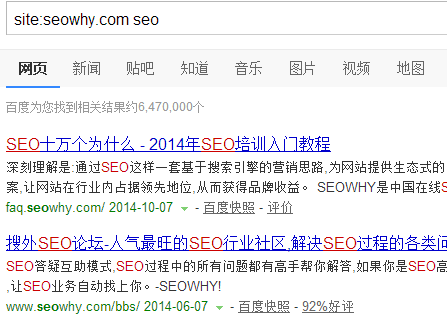 site:seowhy.com seo
网页 新闻 贴吧 知道 音乐 图片 视频 地图
百度为您找到相关结果约6,470,000个
SEO十万个为什么 - 2014年SEO培训入门教程
深刻理解是:通过SEO这样一套基于搜索引擎的营销思路,为网站提供生态式的
案,让网站在行业内占据领先地位,从而获得品牌收益。 SEOWHY是中国在线S
faq.seowhy.com/ 2014-10-07 - 百度快照 - 评价
搜外SEO论坛-人气最旺的SEO行业社区,解决SEO过程的各类问
SEO答疑互助模式,SEO过程中的所有问题都有高手帮你解答,如果你是SEO高
,让SEO业务自动找上你。-SEOWHY!
www.seowhy.com/bbs/ 2014-06-07 - 百度快照 - 92%好评